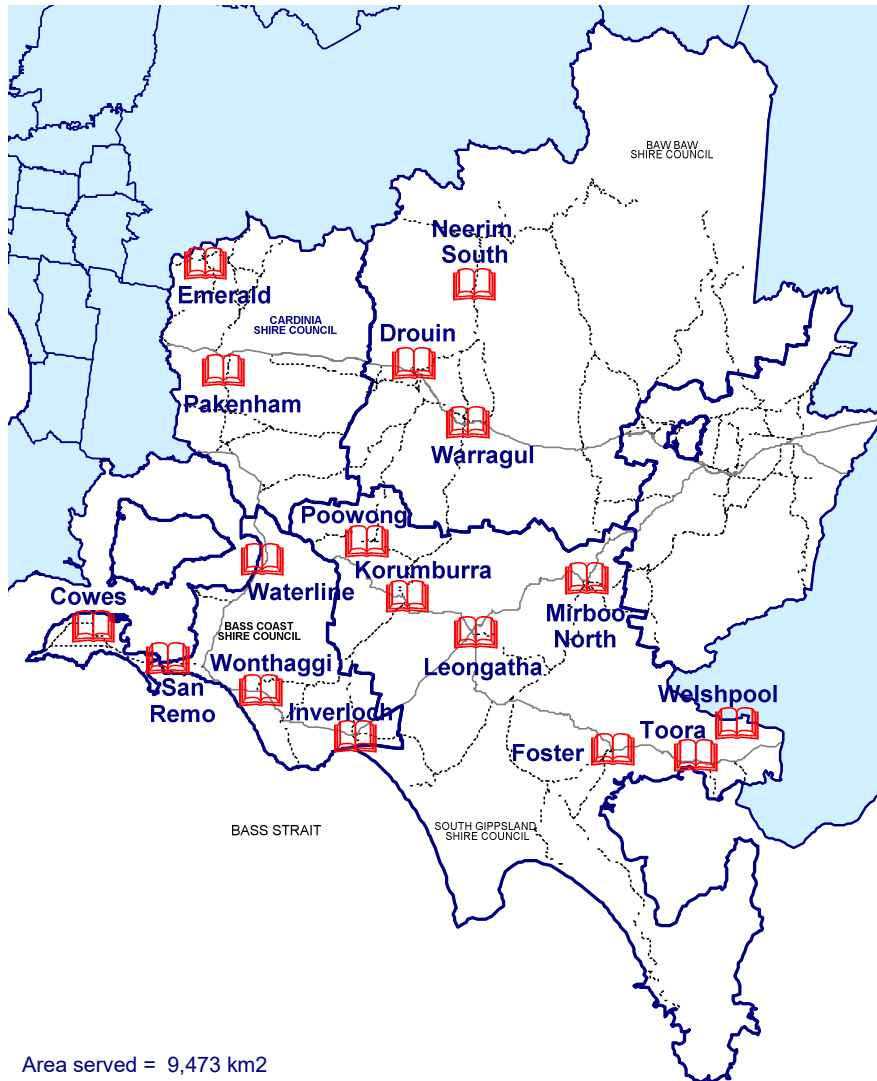 BAW BAW
SHIRE COUNCIL
Neerim
South
Emerald
CARDINIA
SHIRE COUNCIL
Drouin
Pakenham
Warragul
Poowong
Korumburra
Waterline
Cowes
Mirboo
North
BASS COAST
SHIRE COUNCIL
Wonthaggi
Leongatha
San
Remo
Inverloch
Welshpool
Toora
Foster
BASS STRAIT
SOUTH GIPPSLAND
SHIRE COUNCIL
Area served = 9,473 km2